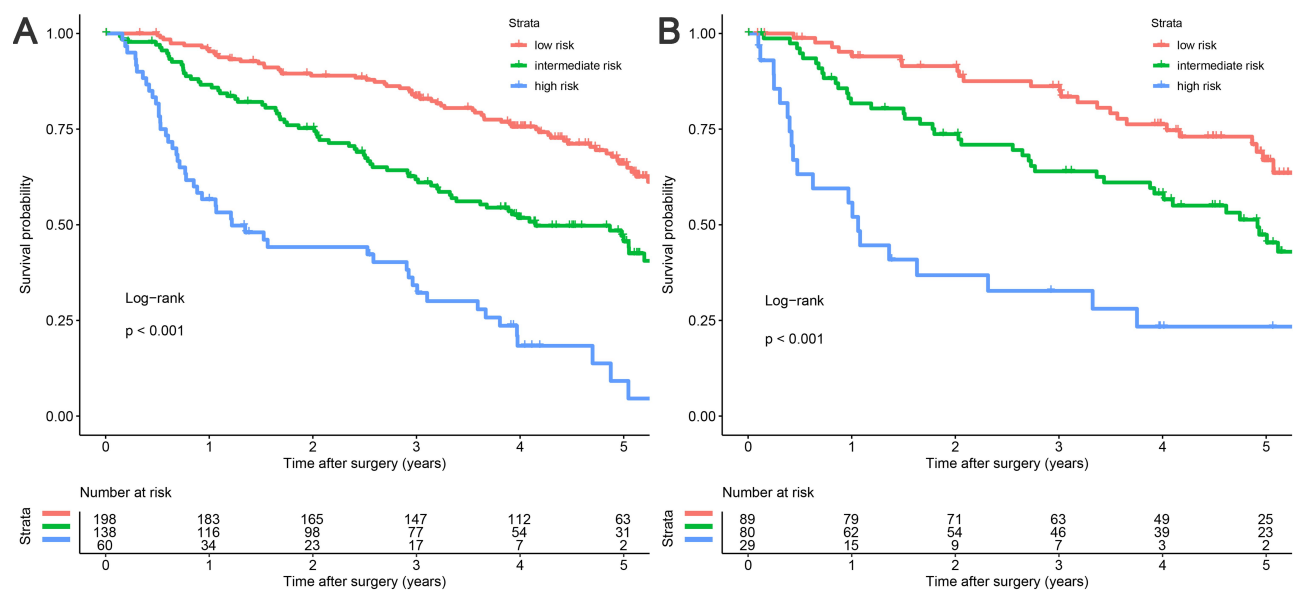 A
Strata
low risk
intermediate risk
high risk
1.00
0.75
0.50
0.25
0.00
Survival probability
Log-rank
p < 0.001
0 1 2 3 4 5
Time after surgery (years)
Number at risk
Strata
198 183 165 147 112 63
138 116 98 77 54 31
60 34 23 17 7 2
0 1 2 3 4 5
Time after surgery (years)
B
Strata
low risk
intermediate risk
high risk
1.00
0.75
0.50
0.25
0.00
Survival probability
Log-rank
p < 0.001
0 1 2 3 4 5
Time after surgery (years)
Number at risk
Strata
89 79 71 63 49 25
80 62 54 46 39 23
29 15 9 7 3 2
0 1 2 3 4 5
Time after surgery (years)